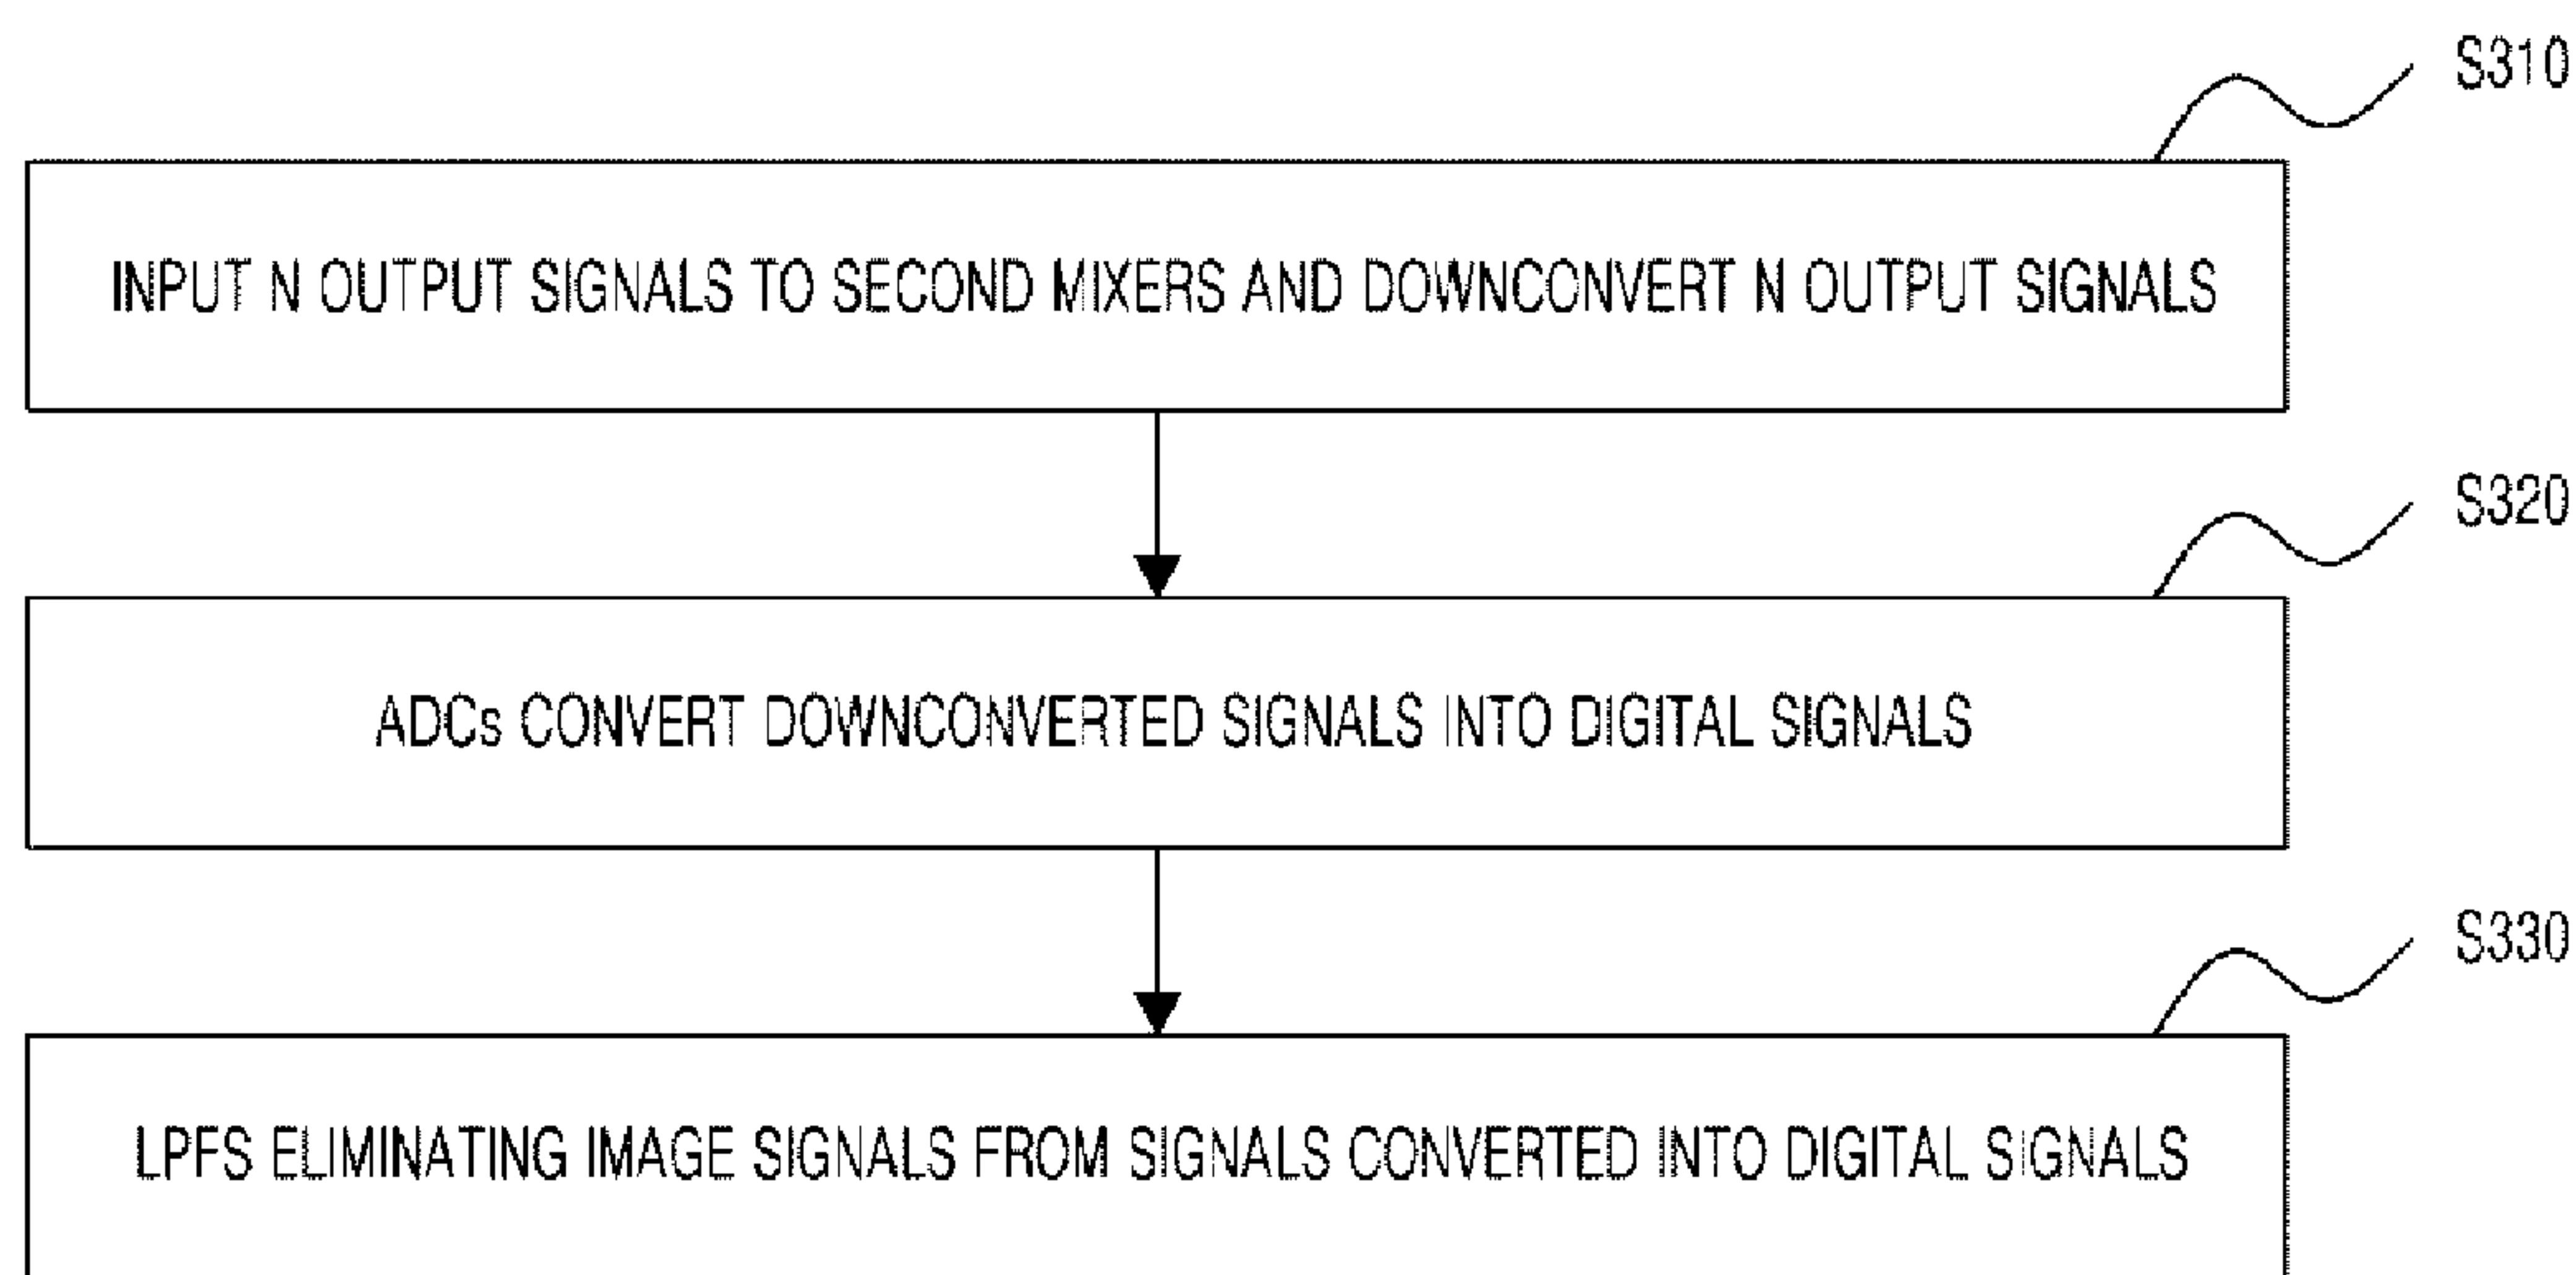 S310
INPUT N OUTPUT SIGNALS TO SECOND MIXERS AND DOWNCONVERT N OUTPUT SIGNALS
S320
ADCs CONVERT DOWNCONVERTED SIGNALS INTO DIGITAL SIGNALS
S330
LPFS ELIMINATING IMAGE SIGNALS FROM SIGNALS CONVERTED INTO DIGITAL SIGNALS